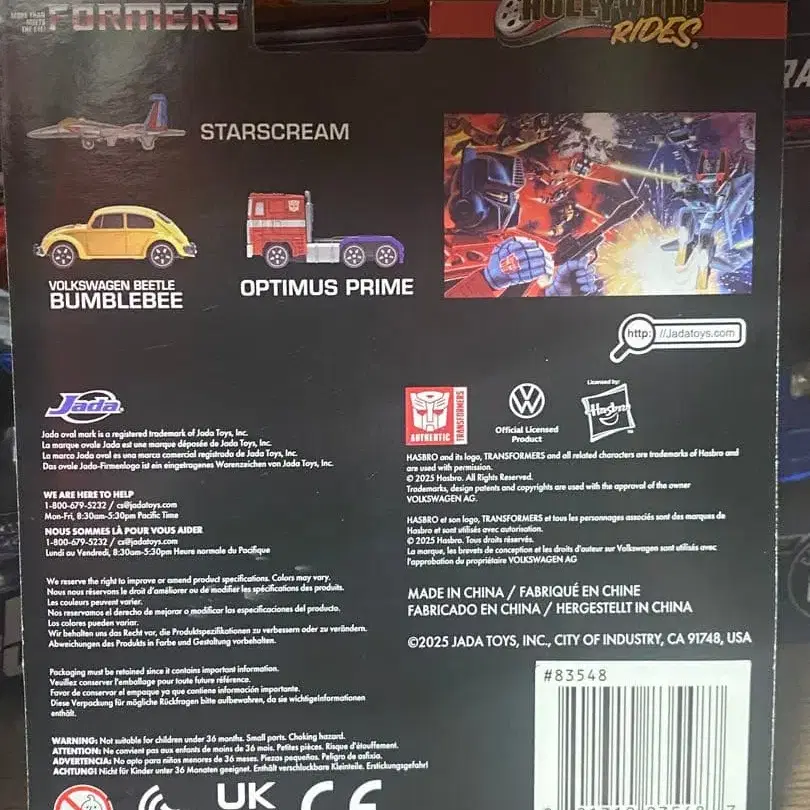 MORE THAN
MEETS
THE EYE!
FORMERS
HOLLYWOOD
RIDES®
RA
STARSCREAM
VOLKSWAGEN BEETLE
BUMBLEBEE
OPTIMUS PRIME
http: //Jadatoys.com
Jada
Jada oval mark is a registered trademark of Jada Toys, Inc.
La marque ovale Jada est une marque déposée de Jada Toys, Inc.
La marca Jada oval es una marca comercial registrada de Jada Toys, Inc.
Das ovale Jada-Firmenlogo ist ein eingetragenes Warenzeichen von Jada Toys, Inc.
WE ARE HERE TO HELP
1-800-679-5232 / cs@jadatoys.com
Mon-Fri, 8:30am-5:30pm Pacific Time
NOUS SOMMES LÀ POUR VOUS AIDER
1-800-679-5232 / cs@jadatoys.com
Lundi au Vendredi, 8:30am-5:30pm Heure normale du Pacifique
We reserve the right to improve or amend product specifications. Colors may vary.
Nous nous réservons le droit d'améliorer ou de modifier les spécifications des produits.
Les couleurs peuvent varier.
Nos reservamos el derecho de mejorar o modificar las especificaciones del producto.
Los colores pueden variar.
Wir behalten uns das Recht vor, die Produktspezifikationen zu verbessern oder zu verändern.
Abweichungen des Produkts in Farbe und Gestaltung vorbehalten.
Packaging must be retained since it contains important information.
Veuillez conserver l'emballage pour toute future référence.
Favor de conservar el empaque ya que contiene información importante.
Diese Verpackung für mögliche Rückfragen bitte aufbewahren, da sie wichtigeInformationen
enthält.
WARNING: Not suitable for children under 36 months. Small parts. Choking hazard.
ATTENTION: Ne convient pas aux enfants de moins de 36 mois. Petites pièces. Risque d'étouffement.
ADVERTENCIA: No apto para niños menores de 36 meses. Piezas pequeñas. Peligro de asfixia.
ACHTUNG! Nicht für Kinder unter 36 Monaten geeignet. Enthält verschluckbare Kleinteile. Erstickungsgefahr!
UK
CE
AUTHENTIC
TRANSFORMERS
VW
Official Licensed
Product
Licensed by:
Hasbro
HASBRO and its logo, TRANSFORMERS and all related characters are trademarks of Hasbro and
are used with permission.
© 2025 Hasbro. All Rights Reserved.
Trademarks, design patents and copyrights are used with the approval of the owner
VOLKSWAGEN AG.
HASBRO et son logo, TRANSFORMERS et tous les personnages associés sont des marques de
Hasbro et sont utilisés avec autorisation.
© 2025 Hasbro. Tous droits réservés.
La marque, les brevets de conception et les droits d'auteur sur Volkswagen sont utilisés avec
l'approbation du propriétaire VOLKSWAGEN AG
MADE IN CHINA / FABRIQUÉ EN CHINE
FABRICADO EN CHINA / HERGESTELLT IN CHINA
©2025 JADA TOYS, INC., CITY OF INDUSTRY, CA 91748, USA
#83548